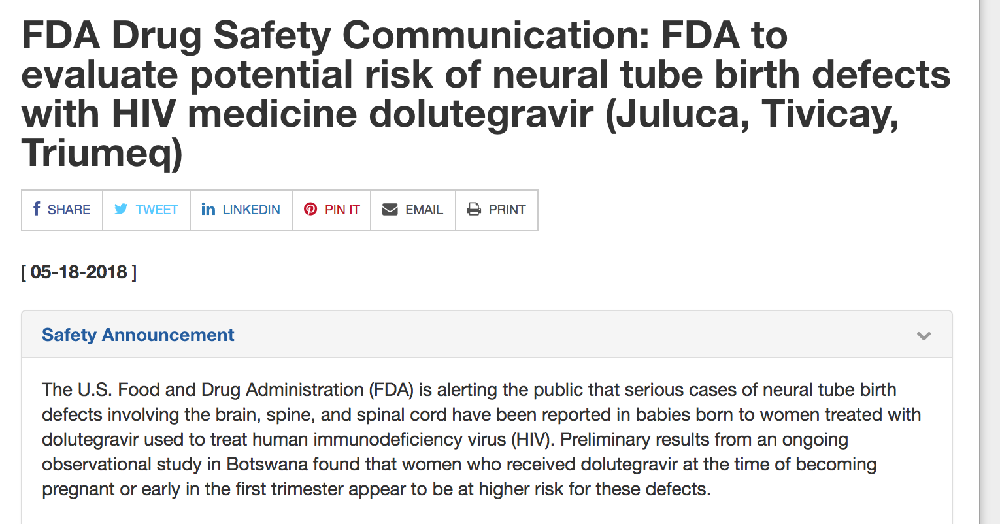 FDA Drug Safety Communication: FDA to
evaluate potential risk of neural tube birth defects
with HIV medicine dolutegravir (Juluca, Tivicay,
Triumeq)
SHARE TWEET LINKEDIN PIN IT EMAIL PRINT
[ 05-18-2018 ]
Safety Announcement
The U.S. Food and Drug Administration (FDA) is alerting the public that serious cases of neural tube birth
defects involving the brain, spine, and spinal cord have been reported in babies born to women treated with
dolutegravir used to treat human immunodeficiency virus (HIV). Preliminary results from an ongoing
observational study in Botswana found that women who received dolutegravir at the time of becoming
pregnant or early in the first trimester appear to be at higher risk for these defects.